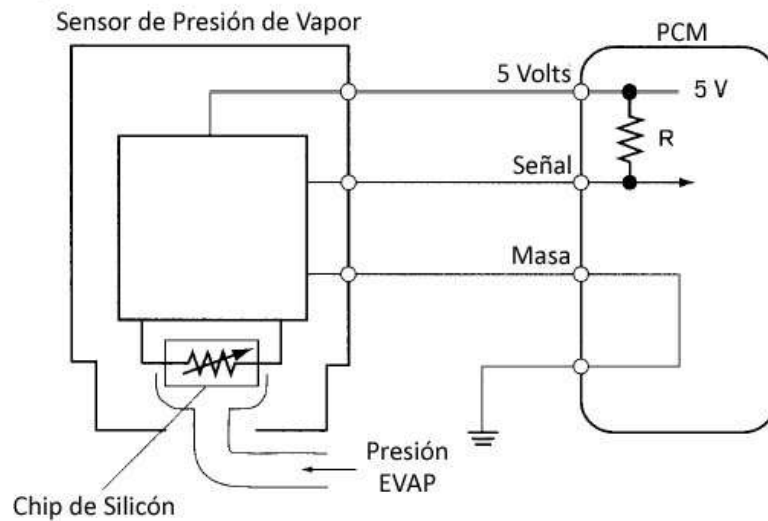 Sensor de Presión de Vapor
PCM
5 Volts
5 V
R
Señal
Masa
Presión
EVAP
Chip de Silicón